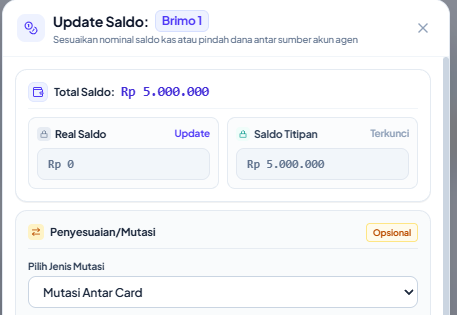 Update Saldo: Brimo 1
Sesuaikan nominal saldo kas atau pindah dana antar sumber akun agen
Total Saldo: Rp 5.000.000
Real Saldo Update
Rp 0
Saldo Titipan Terkunci
Rp 5.000.000
Penyesuaian/Mutasi Opsional
Pilih Jenis Mutasi
Mutasi Antar Card